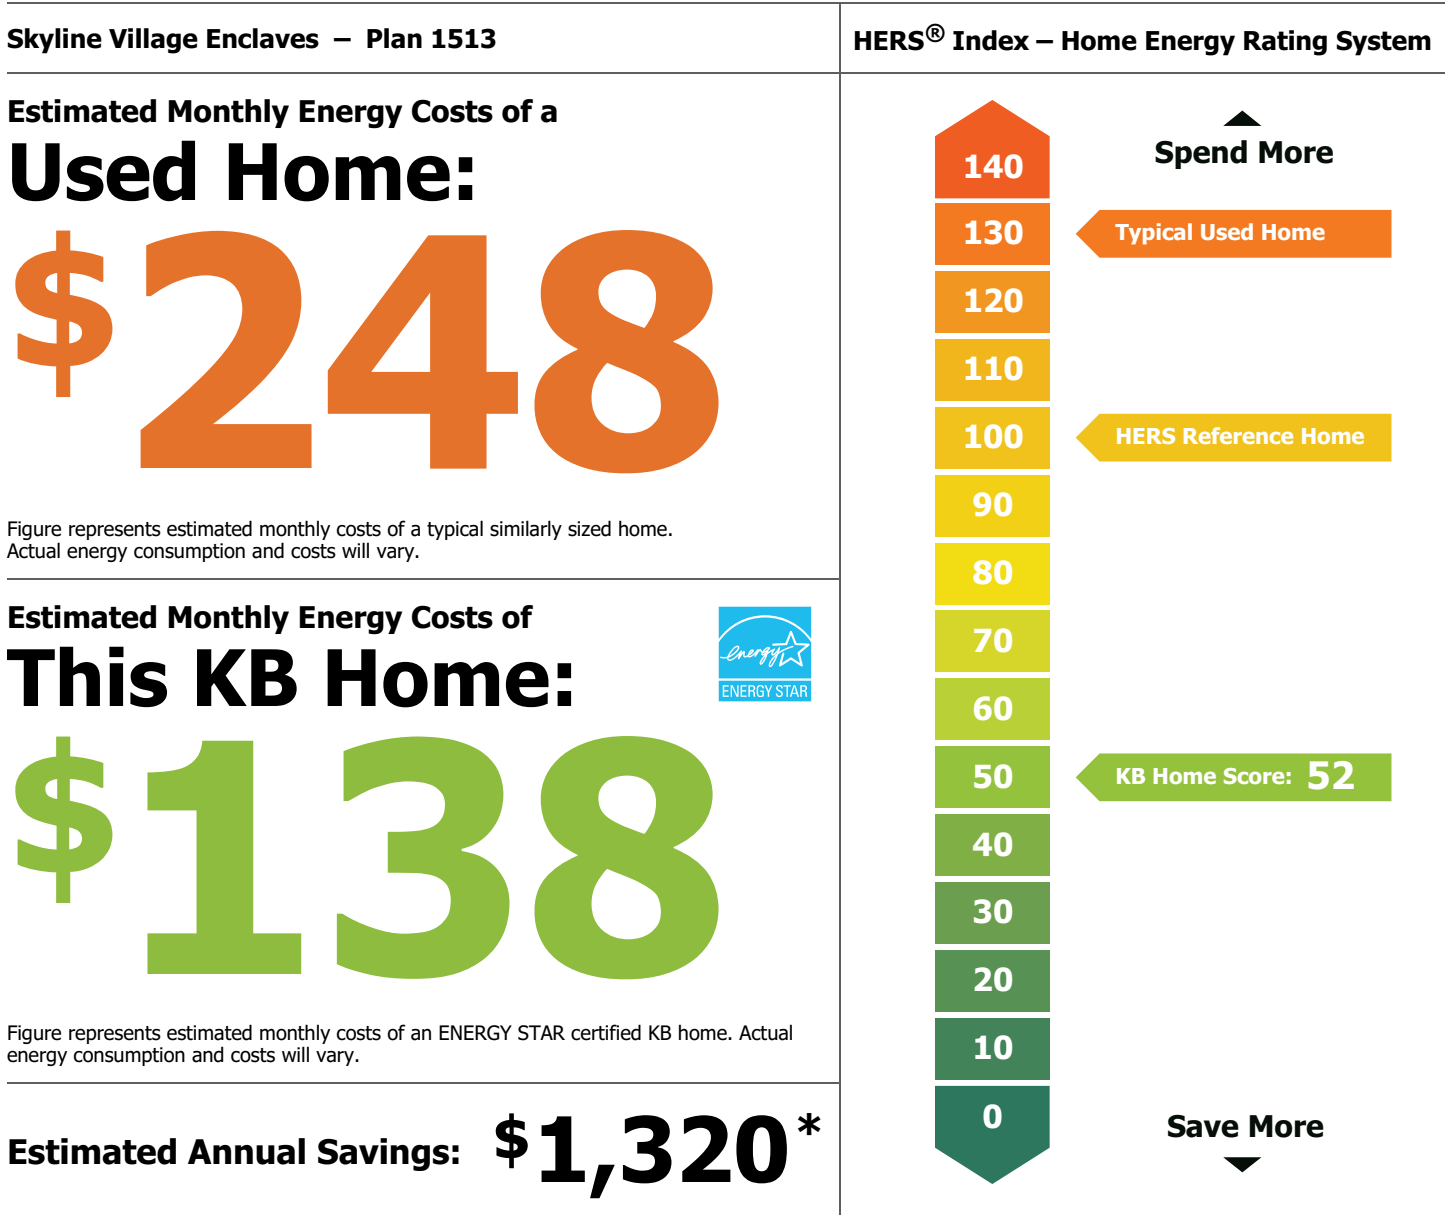 Skyline Village Enclaves – Plan 1513
Estimated Monthly Energy Costs of a
Used Home:
$248
Figure represents estimated monthly costs of a typical similarly sized home.
Actual energy consumption and costs will vary.
Estimated Monthly Energy Costs of
This KB Home:
energy
ENERGY STAR
$138
Figure represents estimated monthly costs of an ENERGY STAR certified KB home. Actual
energy consumption and costs will vary.
Estimated Annual Savings: $1,320*
HERS® Index – Home Energy Rating System
Spend More
140
130 Typical Used Home
120
110
100 HERS Reference Home
90
80
70
60
50 KB Home Score: 52
40
30
20
10
0
Save More